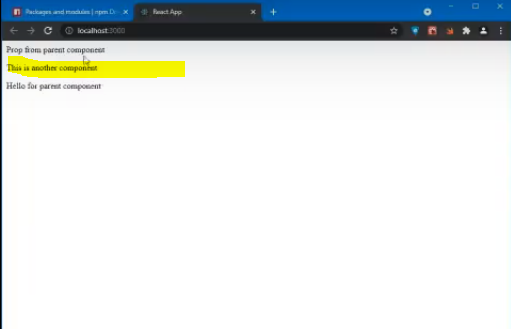 Packages and modules | npm D
React App
localhost:3000
Prop from parent component
This is another component
Hello for parent component